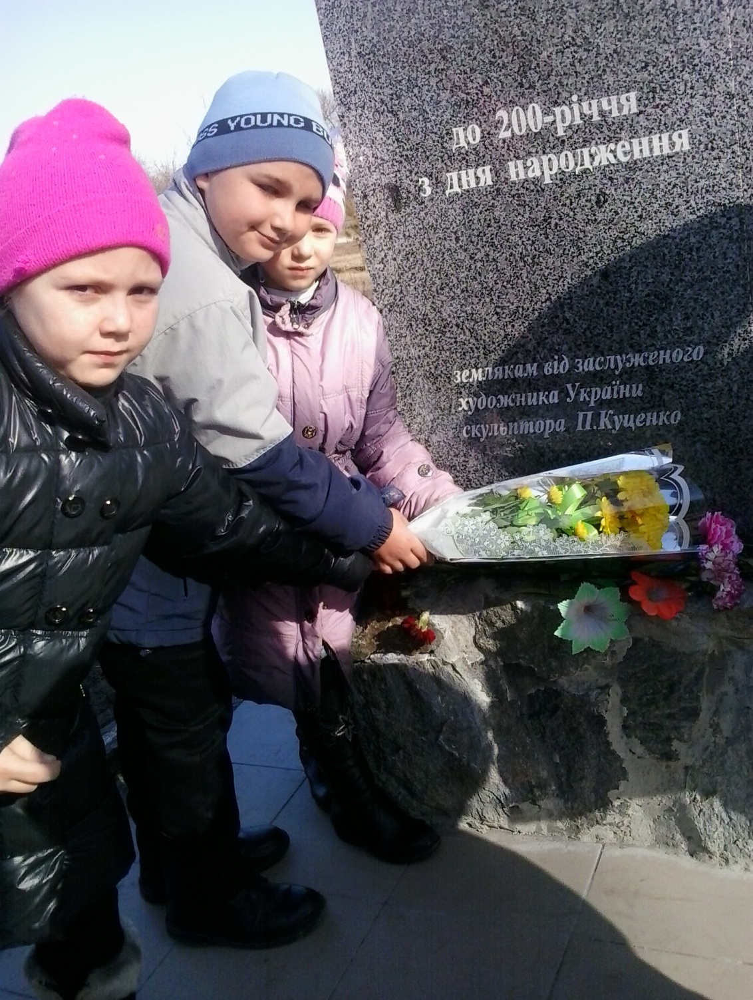 YOUNG
до 200-річчя
з дня народження
землякам від заслуженого
художника України
скульптора П.Куценко